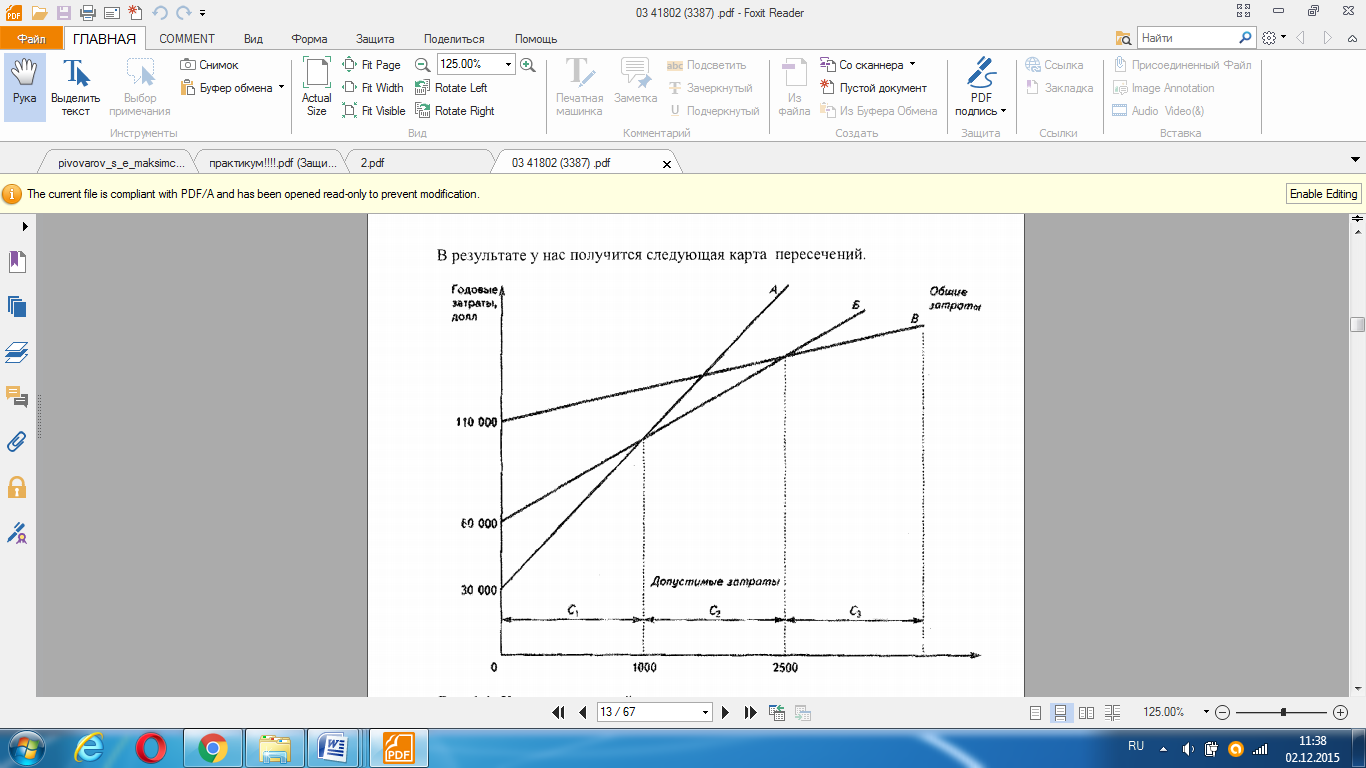 03 41802 (3387) .pdf - Foxit Reader
Файл ГЛАВНАЯ COMMENT Вид Форма Защита Поделиться Помощь
Найти
Рука
Выделить текст
Выбор примечания
Снимок
Буфер обмена
Инструменты
Actual Size
Fit Page
Fit Width
Fit Visible
125.00%
Rotate Left
Rotate Right
Вид
Печатная машинка
Заметка
Подсветить
Зачеркнутый
Подчеркнутый
Комментарий
Из файла
Со сканнера
Пустой документ
Из Буфера Обмена
Создать
PDF подпись
Защита
Ссылка
Закладка
Ссылки
Присоединенный Файл
Image Annotation
Audio Video(&)
Вставка
pivovarov_s_e_maksimc...
практикум!!!!.pdf (Защи...
2.pdf
03 41802 (3387) .pdf
The current file is compliant with PDF/A and has been opened read-only to prevent modification.
Enable Editing
В результате у нас получится следующая карта пересечений.
Годовые
затраты,
долл
А
Б
В
Общие
затраты
110 000
60 000
30 000
Допустимые затраты
C1
C2
C3
0
1000
2500
13 / 67
125.00%
RU
11:38
02.12.2015